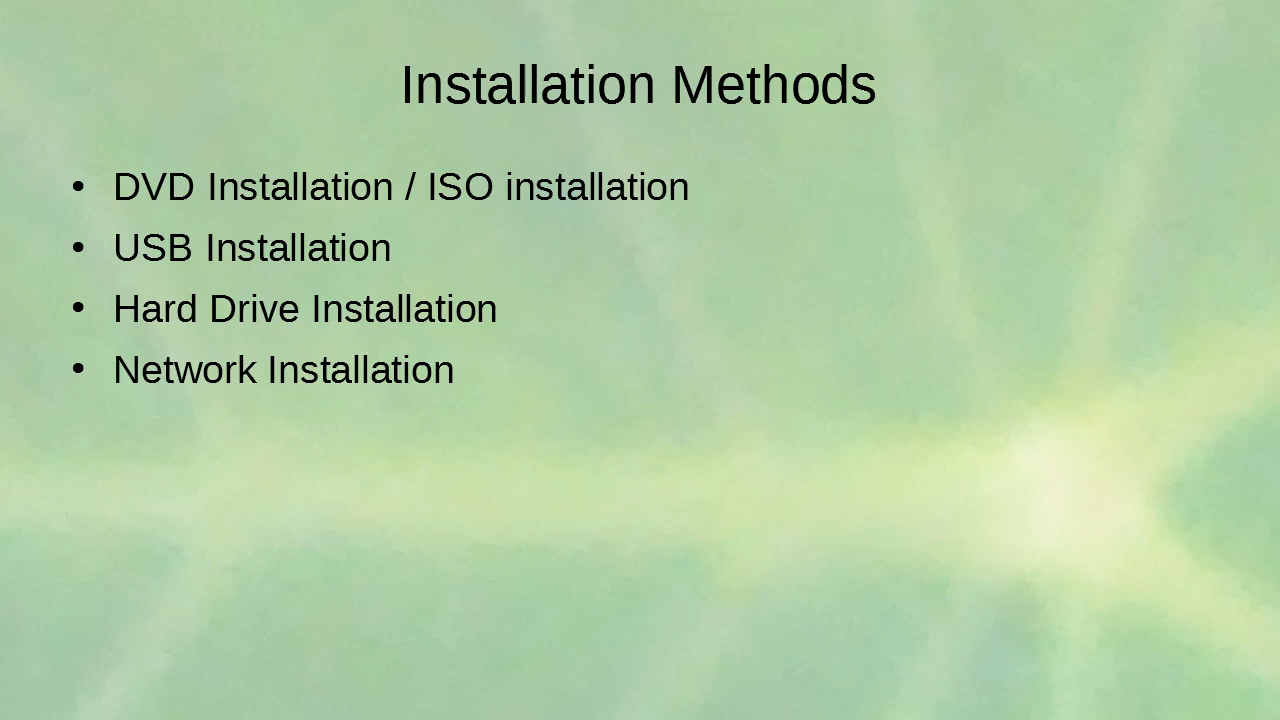 Installation Methods
• DVD Installation / ISO installation
• USB Installation
• Hard Drive Installation
• Network Installation